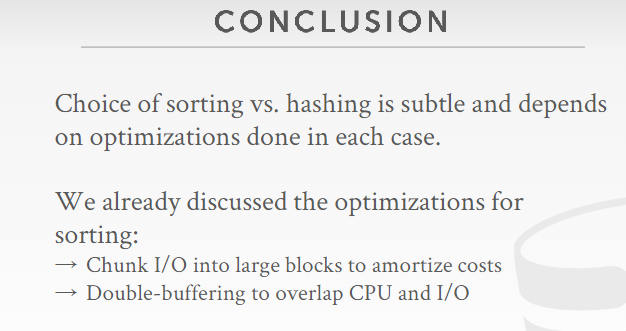 CONCLUSION
Choice of sorting vs. hashing is subtle and depends
on optimizations done in each case.
We already discussed the optimizations for
sorting:
→ Chunk I/O into large blocks to amortize costs
→ Double-buffering to overlap CPU and I/O